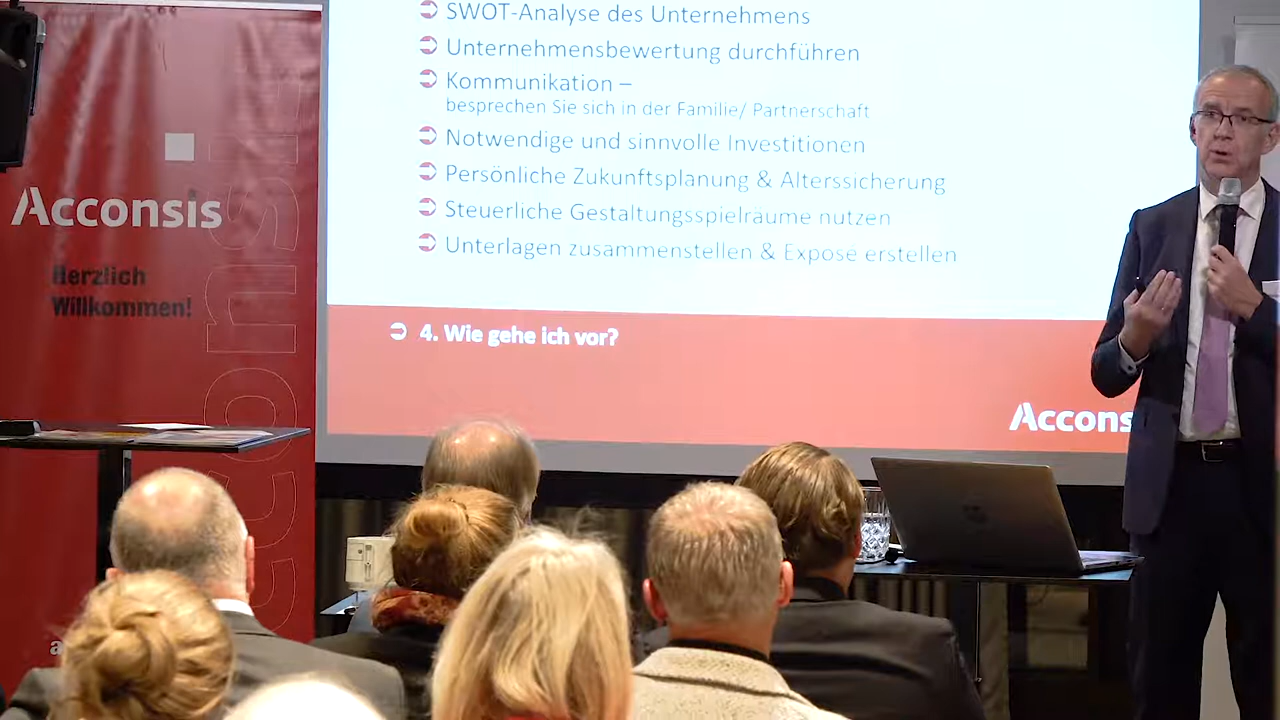 Acconsis
Herzlich
Willkommen!
SWOT-Analyse des Unternehmens
Unternehmensbewertung durchführen
Kommunikation –
besprechen Sie sich in der Familie/ Partnerschaft
Notwendige und sinnvolle Investitionen
Persönliche Zukunftsplanung & Alterssicherung
Steuerliche Gestaltungsspielräume nutzen
Unterlagen zusammenstellen & Exposé erstellen
4. Wie gehe ich vor?
Accons